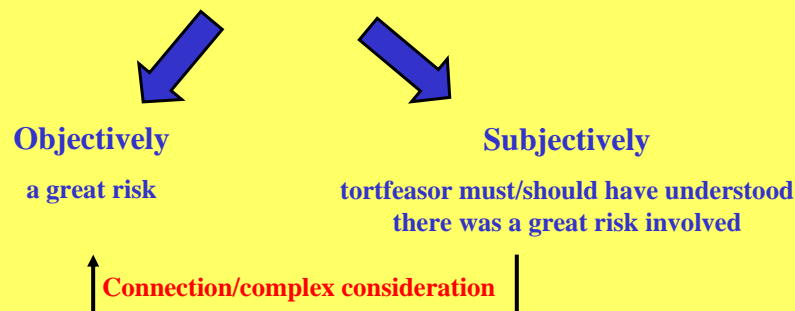 Objectively
Subjectively
a great risk
tortfeasor must/should have understood
there was a great risk involved
Connection/complex consideration